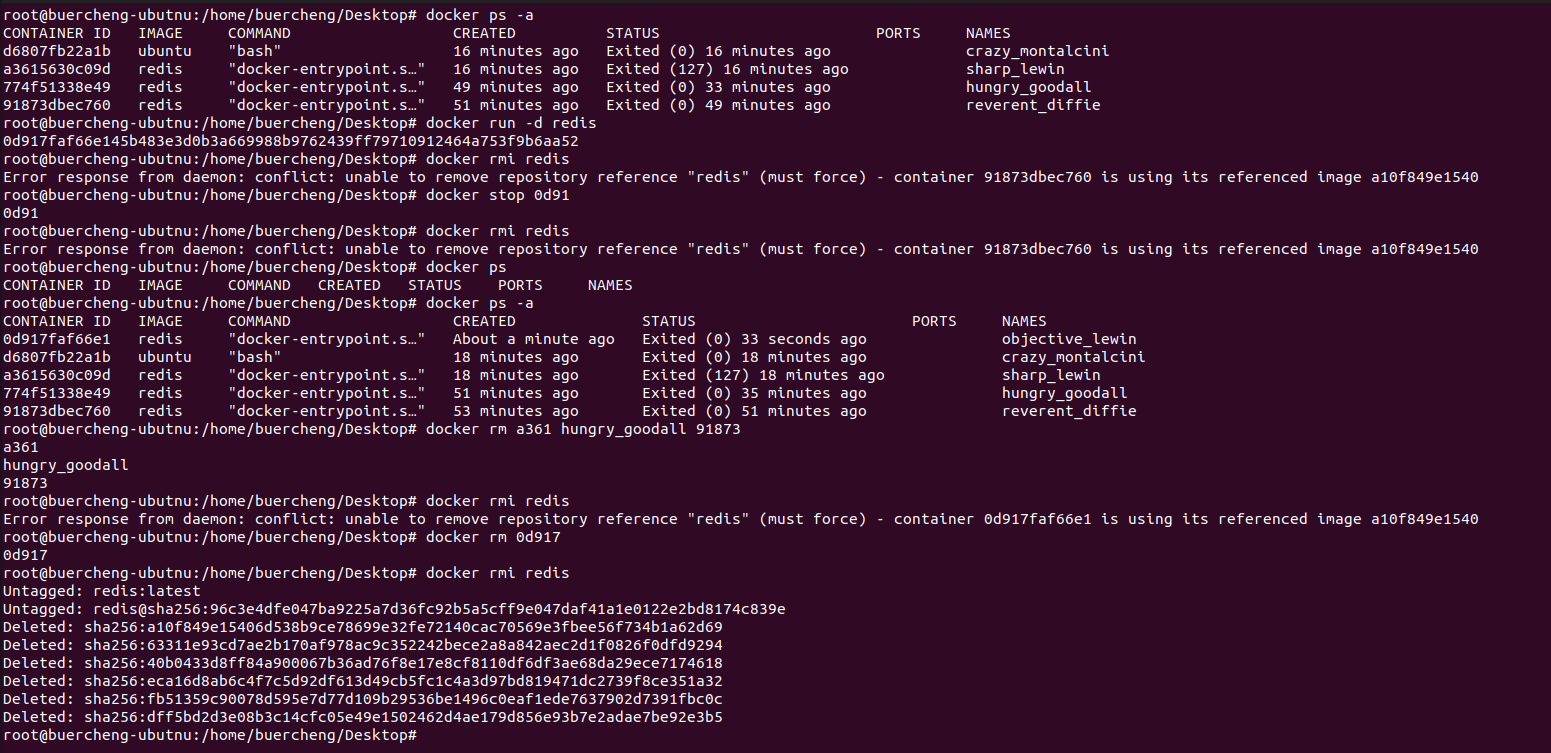 root@buercheng-ubutnu:/home/buercheng/Desktop# docker ps -a
CONTAINER ID   IMAGE     COMMAND                  CREATED          STATUS                        PORTS     NAMES
d6807fb22a1b   ubuntu    "bash"                   16 minutes ago   Exited (0) 16 minutes ago               crazy_montalcini
a3615630c09d   redis     "docker-entrypoint.s…"   16 minutes ago   Exited (127) 16 minutes ago             sharp_lewin
774f51338e49   redis     "docker-entrypoint.s…"   49 minutes ago   Exited (0) 33 minutes ago               hungry_goodall
91873dbec760   redis     "docker-entrypoint.s…"   51 minutes ago   Exited (0) 49 minutes ago               reverent_diffie
root@buercheng-ubutnu:/home/buercheng/Desktop# docker run -d redis
0d917faf66e145b483e3d0b3a669988b9762439ff79710912464a753f9b6aa52
root@buercheng-ubutnu:/home/buercheng/Desktop# docker rmi redis
Error response from daemon: conflict: unable to remove repository reference "redis" (must force) - container 91873dbec760 is using its referenced image a10f849e1540
root@buercheng-ubutnu:/home/buercheng/Desktop# docker stop 0d91
0d91
root@buercheng-ubutnu:/home/buercheng/Desktop# docker rmi redis
Error response from daemon: conflict: unable to remove repository reference "redis" (must force) - container 91873dbec760 is using its referenced image a10f849e1540
root@buercheng-ubutnu:/home/buercheng/Desktop# docker ps
CONTAINER ID   IMAGE     COMMAND   CREATED   STATUS    PORTS     NAMES
root@buercheng-ubutnu:/home/buercheng/Desktop# docker ps -a
CONTAINER ID   IMAGE     COMMAND                  CREATED              STATUS                        PORTS     NAMES
0d917faf66e1   redis     "docker-entrypoint.s…"   About a minute ago   Exited (0) 33 seconds ago               objective_lewin
d6807fb22a1b   ubuntu    "bash"                   18 minutes ago       Exited (0) 18 minutes ago               crazy_montalcini
a3615630c09d   redis     "docker-entrypoint.s…"   18 minutes ago       Exited (127) 18 minutes ago             sharp_lewin
774f51338e49   redis     "docker-entrypoint.s…"   51 minutes ago       Exited (0) 35 minutes ago               hungry_goodall
91873dbec760   redis     "docker-entrypoint.s…"   53 minutes ago       Exited (0) 51 minutes ago               reverent_diffie
root@buercheng-ubutnu:/home/buercheng/Desktop# docker rm a361 hungry_goodall 91873
a361
hungry_goodall
91873
root@buercheng-ubutnu:/home/buercheng/Desktop# docker rmi redis
Error response from daemon: conflict: unable to remove repository reference "redis" (must force) - container 0d917faf66e1 is using its referenced image a10f849e1540
root@buercheng-ubutnu:/home/buercheng/Desktop# docker rm 0d917
0d917
root@buercheng-ubutnu:/home/buercheng/Desktop# docker rmi redis
Untagged: redis:latest
Untagged: redis@sha256:96c3e4dfe047ba9225a7d36fc92b5a5cff9e047daf41a1e0122e2bd8174c839e
Deleted: sha256:a10f849e15406d538b9ce78699e32fe72140cac70569e3fbee56f734b1a62d69
Deleted: sha256:63311e93cd7ae2b170af978ac9c352242bece2a8a842aec2d1f0826f0dfd9294
Deleted: sha256:40b0433d8ff84a900067b36ad76f8e17e8cf8110df6df3ae68da29ece7174618
Deleted: sha256:eca16d8ab6c4f7c5d92df613d49cb5fc1c4a3d97bd819471dc2739f8ce351a32
Deleted: sha256:fb51359c90078d595e7d77d109b29536be1496c0eaf1ede7637902d7391fbc0c
Deleted: sha256:dff5bd2d3e08b3c14cfc05e49e1502462d4ae179d856e93b7e2adae7be92e3b5
root@buercheng-ubutnu:/home/buercheng/Desktop#